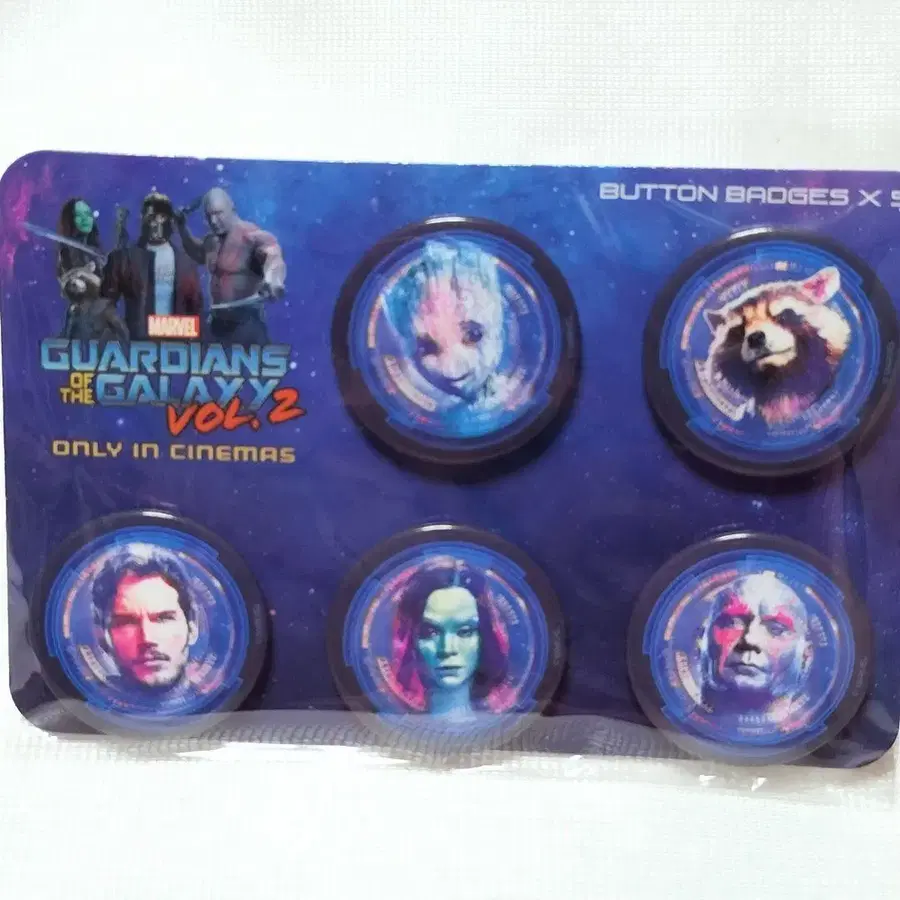 BUTTON BADGES X 5
MARVEL
GUARDIANS
OF THE GALAXY
VOL. 2
ONLY IN CINEMAS